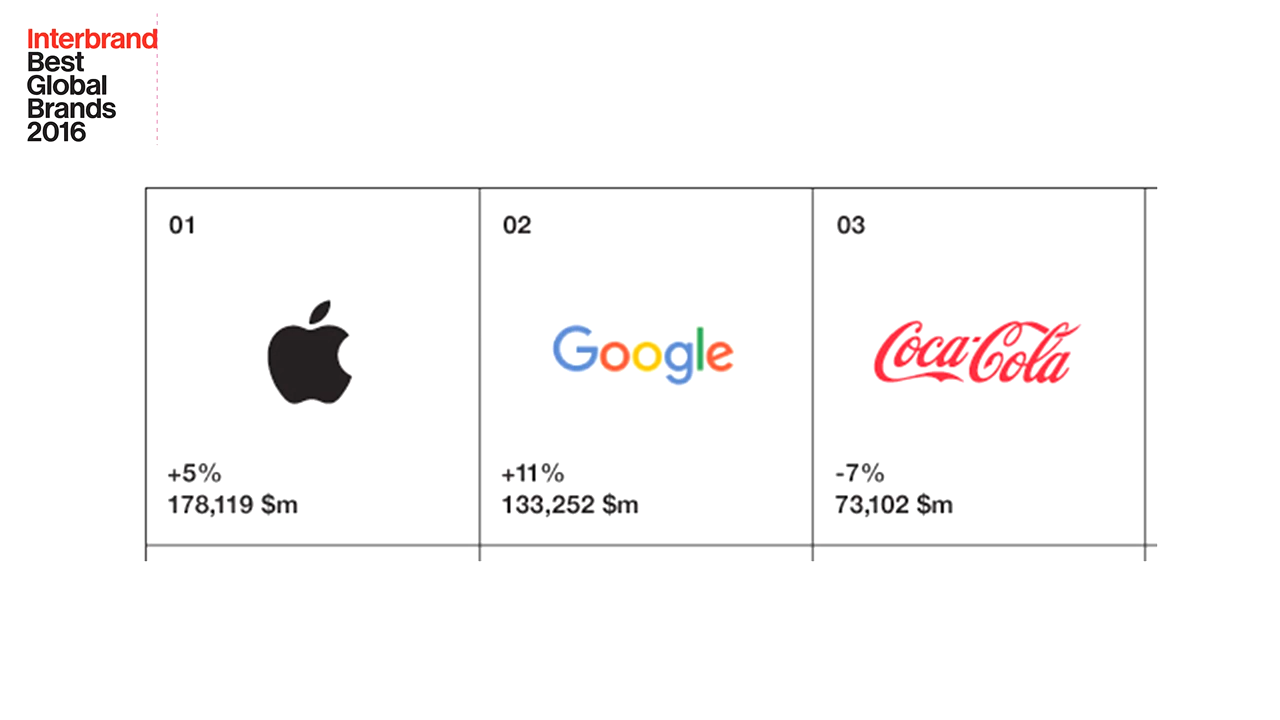 Interbrand
Best
Global
Brands
2016
01
02
03
Google
Coca-Cola
+5%
178,119 $m
+11%
133,252 $m
-7%
73,102 $m